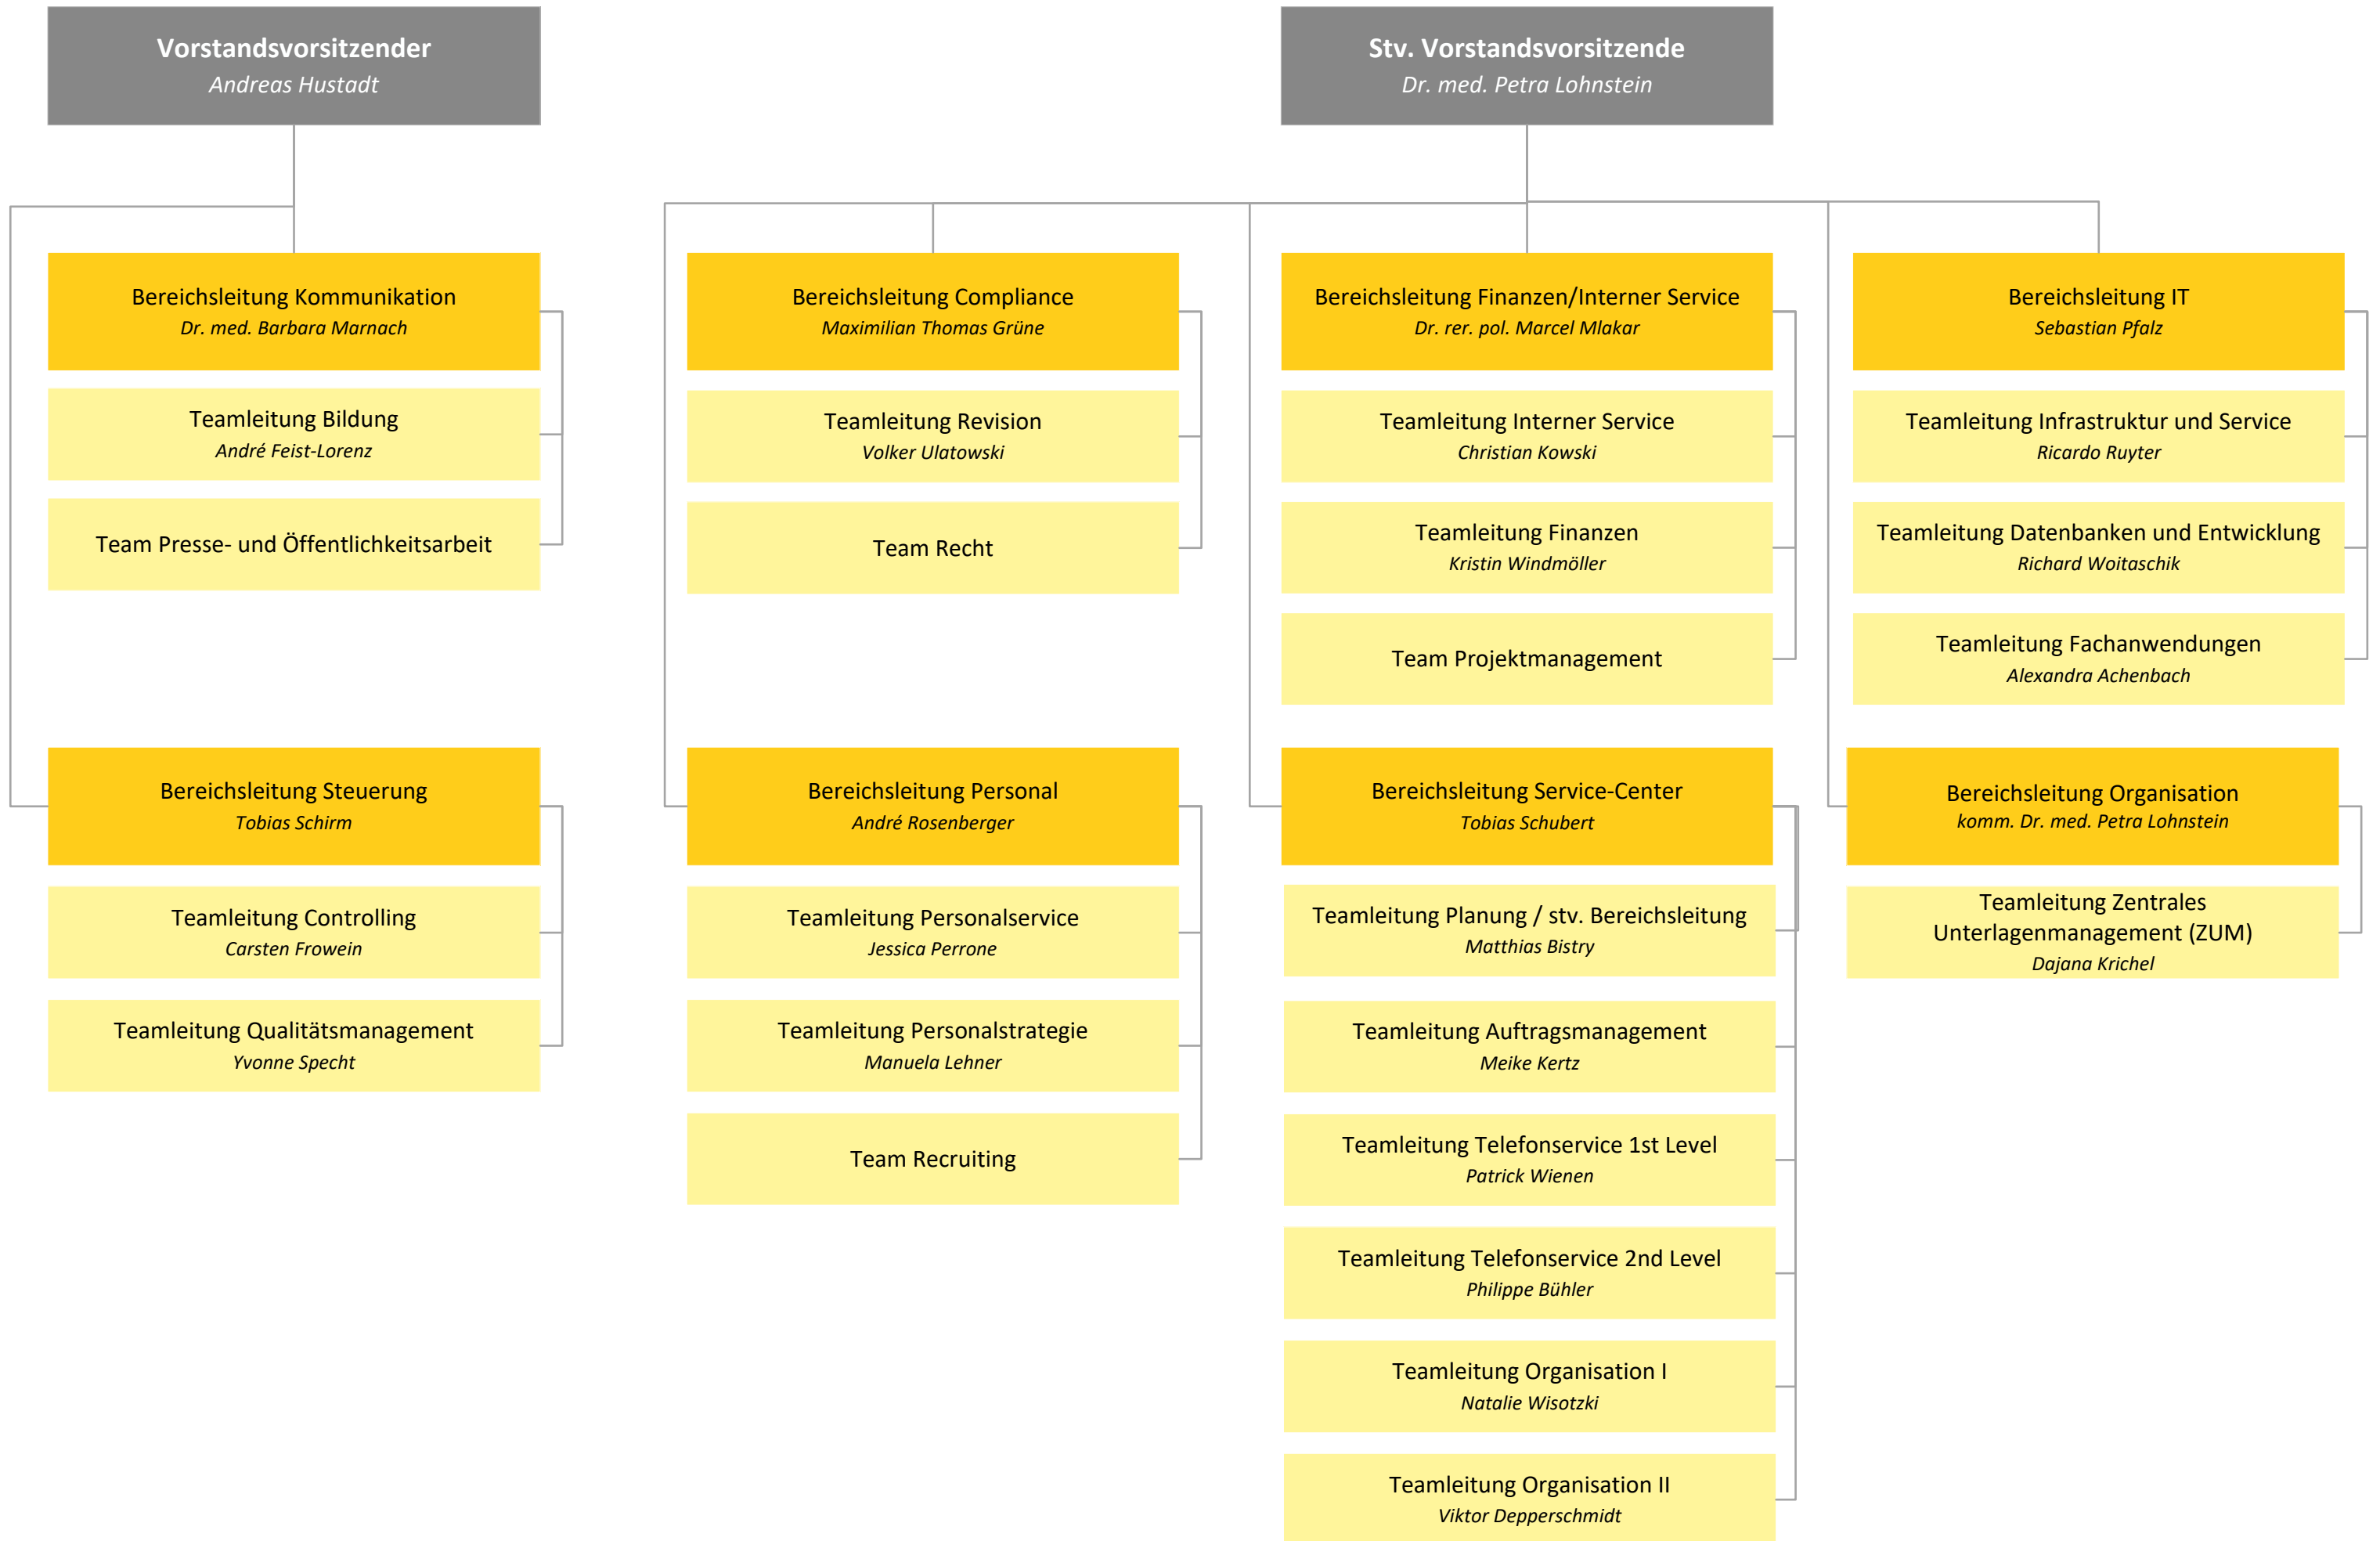 Vorstandsvorsitzender
Andreas Hustadt
Stv. Vorstandsvorsitzende
Dr. med. Petra Lohnstein
Bereichsleitung Kommunikation
Dr. med. Barbara Marnach
Teamleitung Bildung
André Feist-Lorenz
Team Presse- und Öffentlichkeitsarbeit
Bereichsleitung Compliance
Maximilian Thomas Grüne
Teamleitung Revision
Volker Ulatowski
Team Recht
Bereichsleitung Finanzen/Interner Service
Dr. rer. pol. Marcel Mlakar
Teamleitung Interner Service
Christian Kowski
Teamleitung Finanzen
Kristin Windmöller
Team Projektmanagement
Bereichsleitung IT
Sebastian Pfalz
Teamleitung Infrastruktur und Service
Ricardo Ruyter
Teamleitung Datenbanken und Entwicklung
Richard Woitaschik
Teamleitung Fachanwendungen
Alexandra Achenbach
Bereichsleitung Steuerung
Tobias Schirm
Teamleitung Controlling
Carsten Frowein
Teamleitung Qualitätsmanagement
Yvonne Specht
Bereichsleitung Personal
André Rosenberger
Teamleitung Personalservice
Jessica Perrone
Teamleitung Personalstrategie
Manuela Lehner
Team Recruiting
Bereichsleitung Service-Center
Tobias Schubert
Teamleitung Planung / stv. Bereichsleitung
Matthias Bistry
Teamleitung Auftragsmanagement
Meike Kertz
Teamleitung Telefonservice 1st Level
Patrick Wienen
Teamleitung Telefonservice 2nd Level
Philippe Bühler
Teamleitung Organisation I
Natalie Wisotzki
Teamleitung Organisation II
Viktor Depperschmidt
Bereichsleitung Organisation
komm. Dr. med. Petra Lohnstein
Teamleitung Zentrales
Unterlagenmanagement (ZUM)
Dajana Krichel